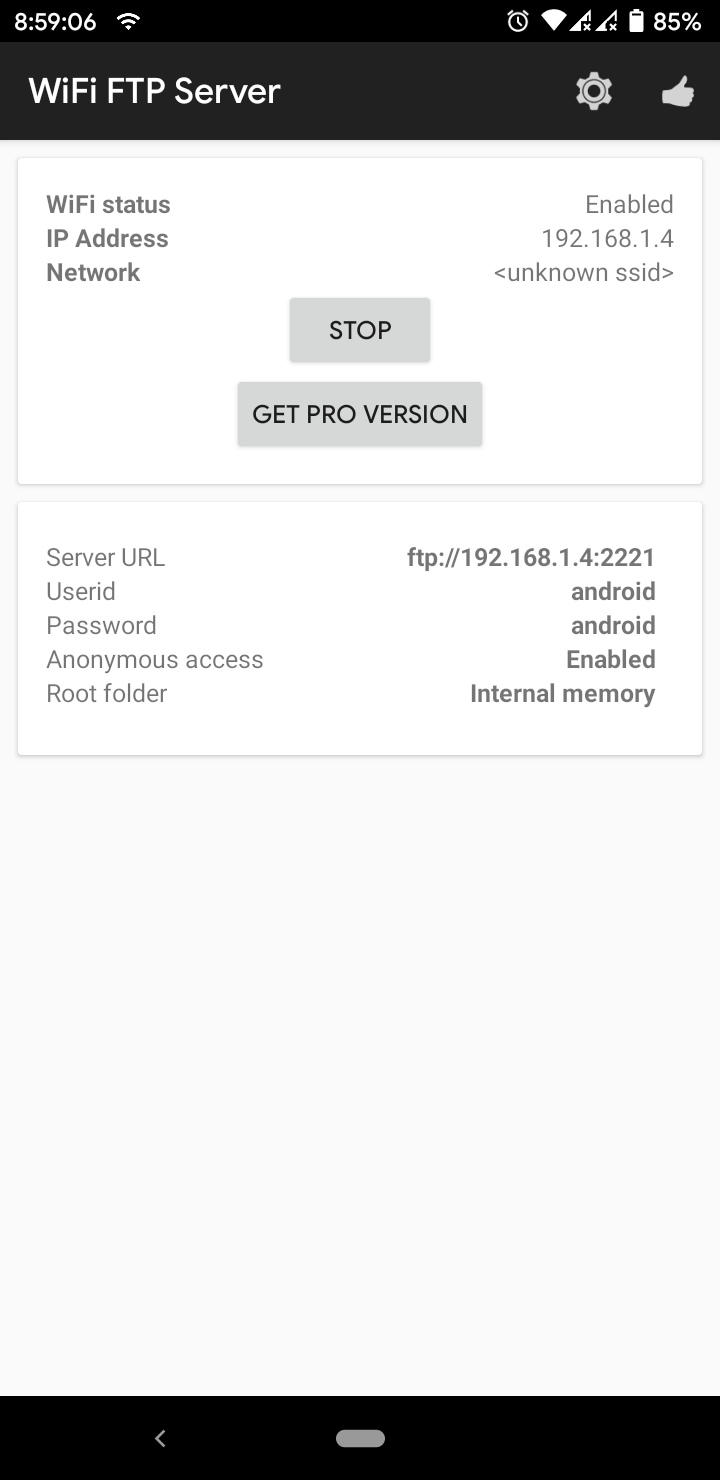 8:59:06 85%
WiFi FTP Server
WiFi status Enabled
IP Address 192.168.1.4
Network <unknown ssid>
STOP
GET PRO VERSION
Server URL ftp://192.168.1.4:2221
Userid android
Password android
Anonymous access Enabled
Root folder Internal memory